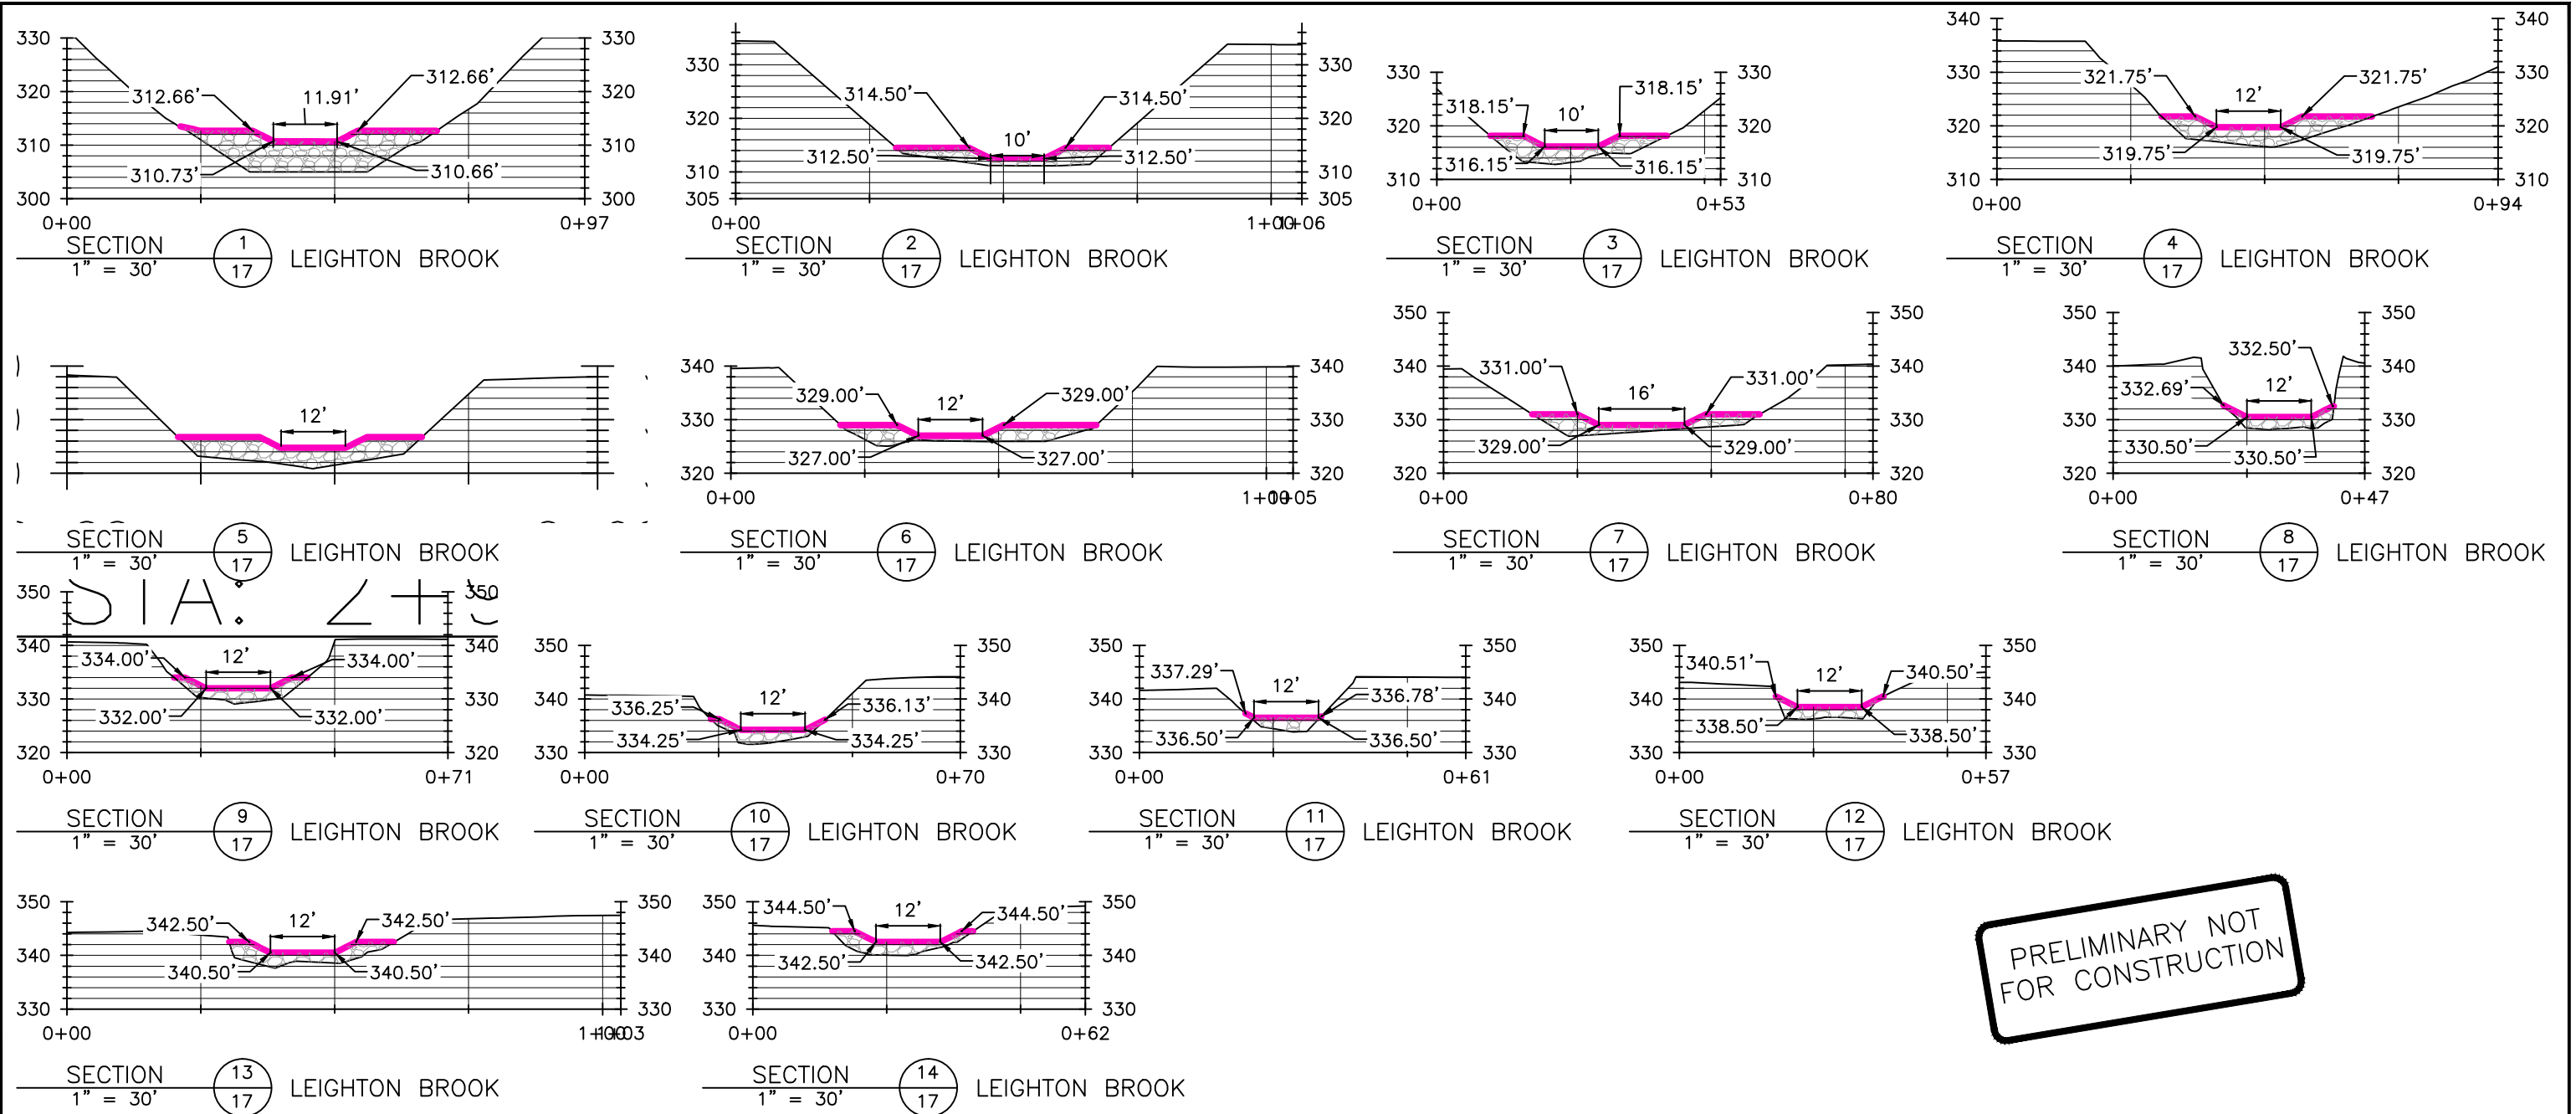 330 330
320 320
310 310
300 300
312.66' 11.91' 312.66'
310.73' 310.66'
0+00 0+97
SECTION 1 LEIGHTON BROOK
1" = 30' 17
330 330
320 320
310 310
305 305
314.50' 10' 314.50'
312.50' 312.50'
0+00 1+00 1+06
SECTION 2 LEIGHTON BROOK
1" = 30' 17
330 330
320 320
310 310
318.15' 10' 318.15'
316.15' 316.15'
0+00 0+53
SECTION 3 LEIGHTON BROOK
1" = 30' 17
340 340
330 330
320 320
310 310
321.75' 12' 321.75'
319.75' 319.75'
0+00 0+94
SECTION 4 LEIGHTON BROOK
1" = 30' 17
12'
SECTION 5 LEIGHTON BROOK
1" = 30' 17
340 340
330 330
320 320
329.00' 12' 329.00'
327.00' 327.00'
0+00 1+00 1+05
SECTION 6 LEIGHTON BROOK
1" = 30' 17
350 350
340 340
330 330
320 320
331.00' 16' 331.00'
329.00' 329.00'
0+00 0+80
SECTION 7 LEIGHTON BROOK
1" = 30' 17
350 350
340 340
330 330
320 320
332.50'
332.69' 12'
330.50' 330.50'
0+00 0+47
SECTION 8 LEIGHTON BROOK
1" = 30' 17
STA: 2+
350 350
340 340
330 330
320 320
334.00' 12' 334.00'
332.00' 332.00'
0+00 0+71
SECTION 9 LEIGHTON BROOK
1" = 30' 17
350 350
340 340
330 330
336.25' 12' 336.13'
334.25' 334.25'
0+00 0+70
SECTION 10 LEIGHTON BROOK
1" = 30' 17
350 350
340 340
330 330
337.29' 12' 336.78'
336.50' 336.50'
0+00 0+61
SECTION 11 LEIGHTON BROOK
1" = 30' 17
350 350
340 340
330 330
340.51' 12' 340.50'
338.50' 338.50'
0+00 0+57
SECTION 12 LEIGHTON BROOK
1" = 30' 17
350 350
340 340
330 330
342.50' 12' 342.50'
340.50' 340.50'
0+00 1+00 1+03
SECTION 13 LEIGHTON BROOK
1" = 30' 17
350 350
340 340
330 330
344.50' 12' 344.50'
342.50' 342.50'
0+00 0+62
SECTION 14 LEIGHTON BROOK
1" = 30' 17
PRELIMINARY NOT
FOR CONSTRUCTION